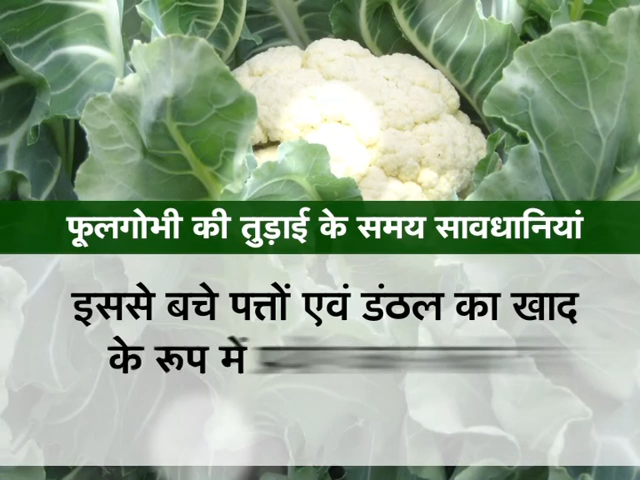 फूलगोभी की तुड़ाई के समय सावधानियां
इससे बचे पत्तों एवं डंठल का खाद
के रूप में